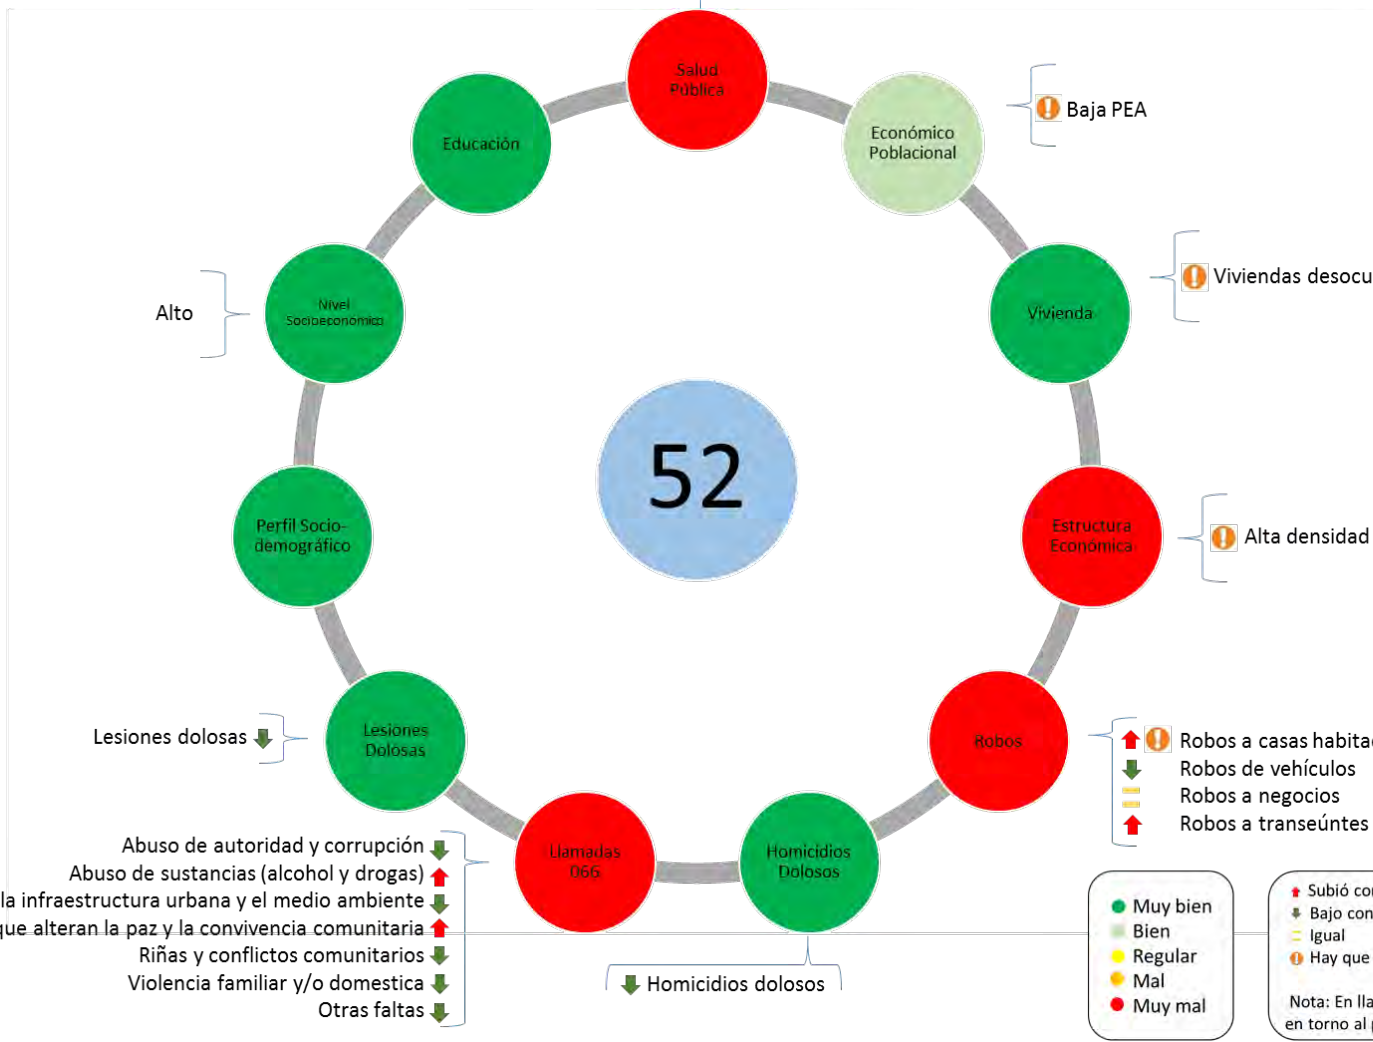 Salud
Pública
Educación
Económico
Poblacional
Baja PEA
Nivel
Socioeconómico
Alto
Vivienda
Viviendas desocu
52
Perfil Socio-
demográfico
Estructura
Económica
Alta densidad
Lesiones
Dolosas
Lesiones dolosas
Robos
Robos a casas habita
Robos de vehículos
Robos a negocios
Robos a transeúntes
Llamadas
066
Homicidios
Dolosos
Abuso de autoridad y corrupción
Abuso de sustancias (alcohol y drogas)
la infraestructura urbana y el medio ambiente
que alteran la paz y la convivencia comunitaria
Riñas y conflictos comunitarios
Violencia familiar y/o domestica
Otras faltas
Homicidios dolosos
Muy bien
Bien
Regular
Mal
Muy mal
Subió con
Bajo con
Igual
Hay que
Nota: En lla
en torno al